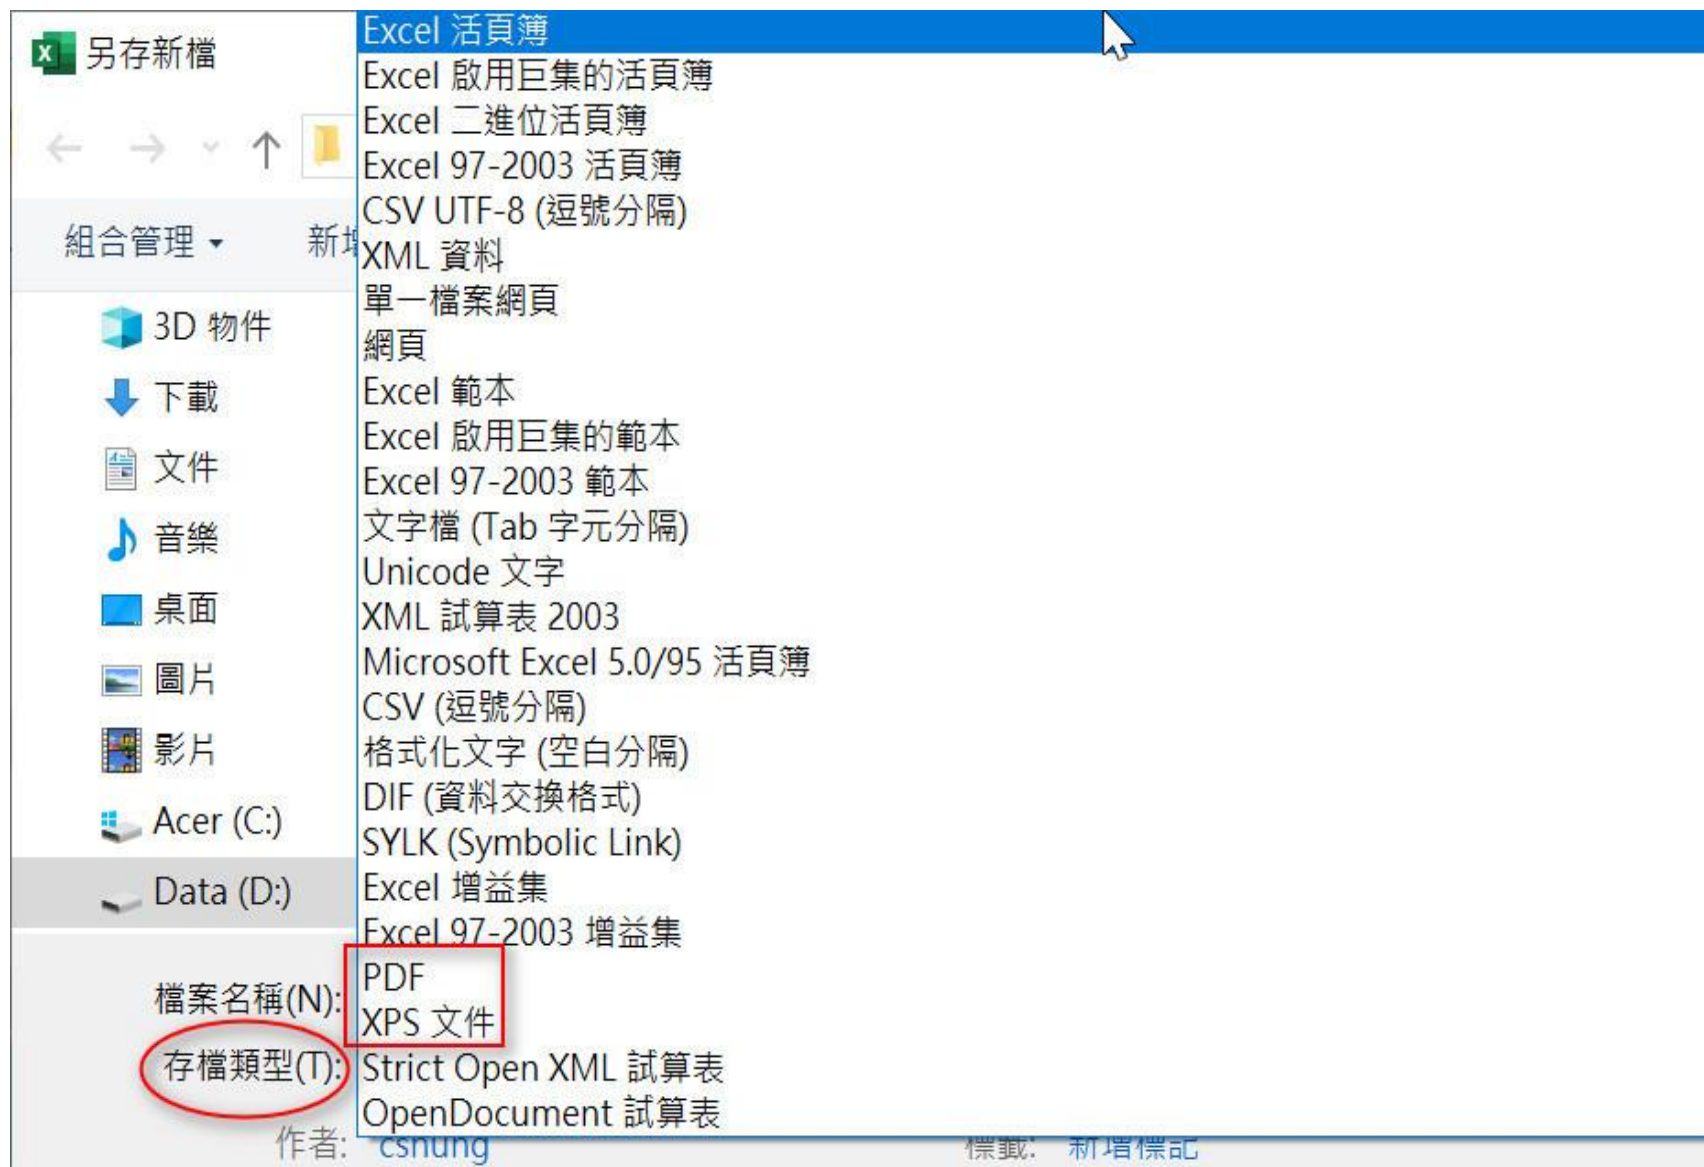 另存新檔
組合管理
新增
3D 物件
下載
文件
音樂
桌面
圖片
影片
Acer (C:)
Data (D:)
Excel 活頁簿
Excel 啟用巨集的活頁簿
Excel 二進位活頁簿
Excel 97-2003 活頁簿
CSV UTF-8 (逗號分隔)
XML 資料
單一檔案網頁
網頁
Excel 範本
Excel 啟用巨集的範本
Excel 97-2003 範本
文字檔 (Tab 字元分隔)
Unicode 文字
XML 試算表 2003
Microsoft Excel 5.0/95 活頁簿
CSV (逗號分隔)
格式化文字 (空白分隔)
DIF (資料交換格式)
SYLK (Symbolic Link)
Excel 增益集
Excel 97-2003 增益集
PDF
XPS 文件
Strict Open XML 試算表
OpenDocument 試算表
檔案名稱(N):
存檔類型(T):
作者: csnung
標籤: 新增標記